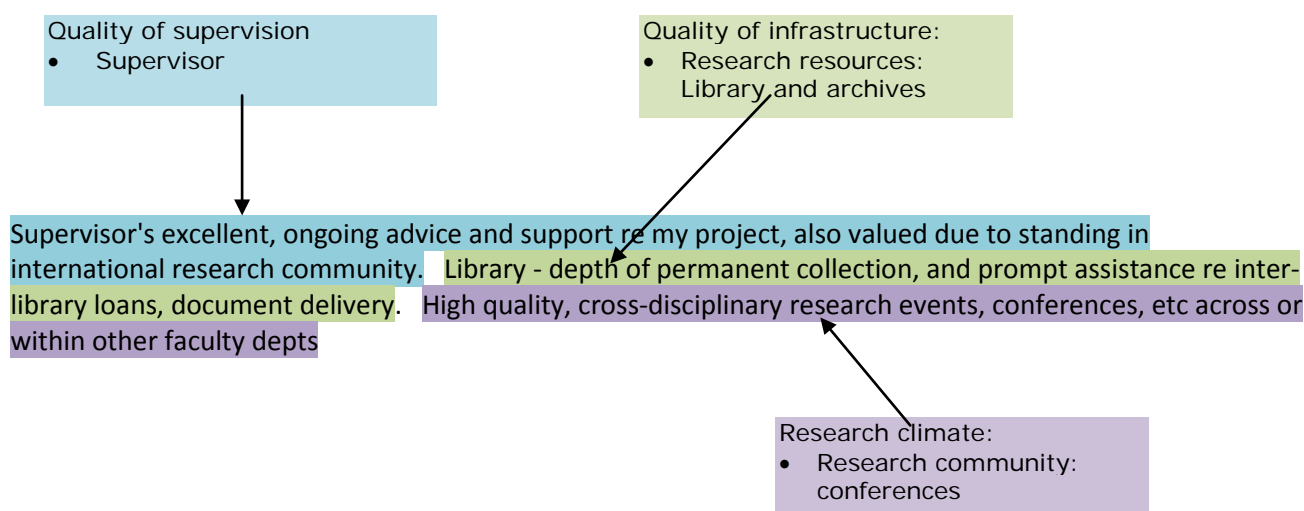 Quality of supervision
• Supervisor
Quality of infrastructure:
• Research resources:
Library and archives
Supervisor's excellent, ongoing advice and support re my project, also valued due to standing in
international research community. Library - depth of permanent collection, and prompt assistance re inter-
library loans, document delivery. High quality, cross-disciplinary research events, conferences, etc across or
within other faculty depts
Research climate:
• Research community:
conferences